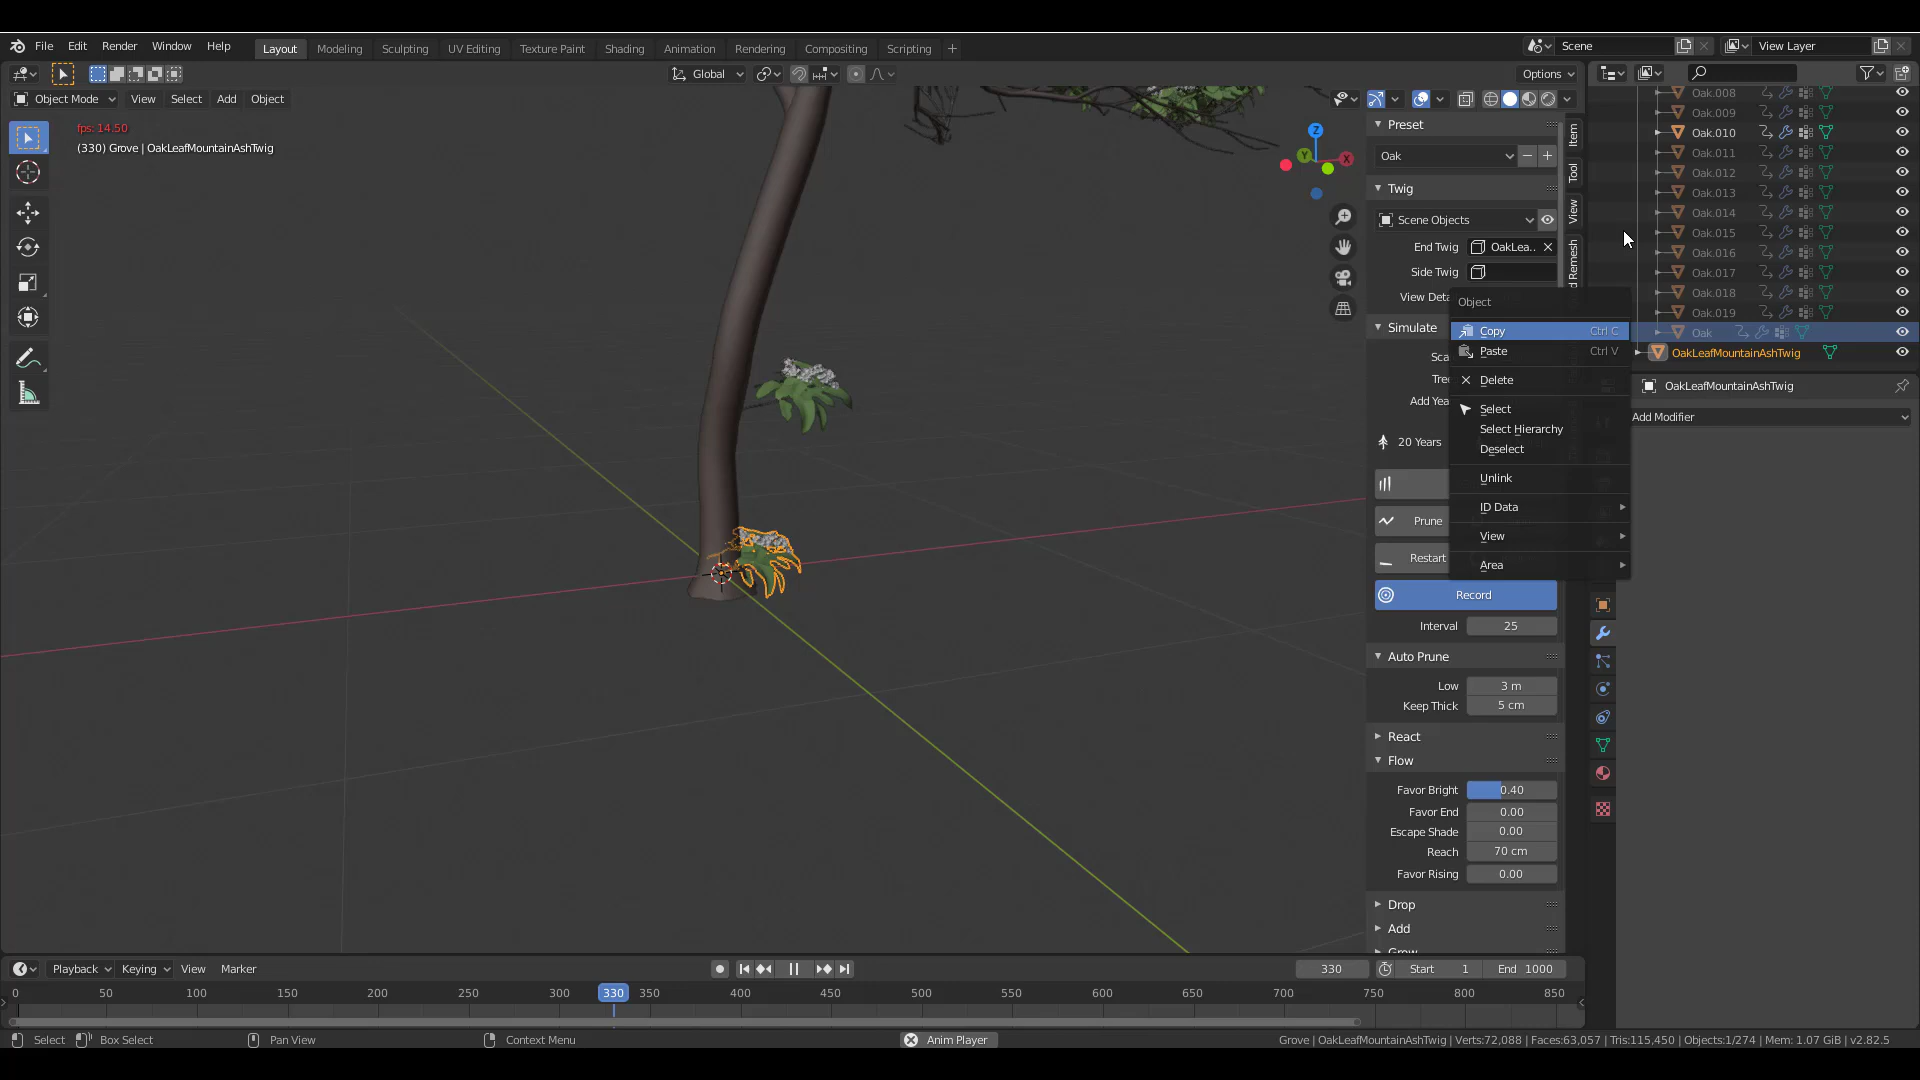 File Edit Render Window Help Layout Modeling Sculpting UV Editing Texture Paint Shading Animation Rendering Compositing Scripting Scene View Layer
Global Options
Object Mode View Select Add Object
fps: 14.50
(330) Grove | OakLeafMountainAshTwig
Z
Y
X
Preset
Oak
Twig
Scene Objects
End Twig OakLea..
Side Twig
View Deta
Simulate
Sca
Tree
Add Yea
20 Years
Prune
Restart
Record
Interval 25
Auto Prune
Low 3 m
Keep Thick 5 cm
React
Flow
Favor Bright 0.40
Favor End 0.00
Escape Shade 0.00
Reach 70 cm
Favor Rising 0.00
Drop
Add
Item
Tool
View
d Remesh
Object
Copy Ctrl C
Paste Ctrl V
Delete
Select
Select Hierarchy
Deselect
Unlink
ID Data
View
Area
Oak.008
Oak.009
Oak.010
Oak.011
Oak.012
Oak.013
Oak.014
Oak.015
Oak.016
Oak.017
Oak.018
Oak.019
Oak
OakLeafMountainAshTwig
OakLeafMountainAshTwig
Add Modifier
Playback Keying View Marker 330 Start 1 End 1000
0 50 100 150 200 250 300 330 350 400 450 500 550 600 650 700 750 800 850
Select Box Select Pan View Context Menu Anim Player Grove | OakLeafMountainAshTwig | Verts:72,088 | Faces:63,057 | Tris:115,450 | Objects:1/274 | Mem: 1.07 GiB | v2.82.5